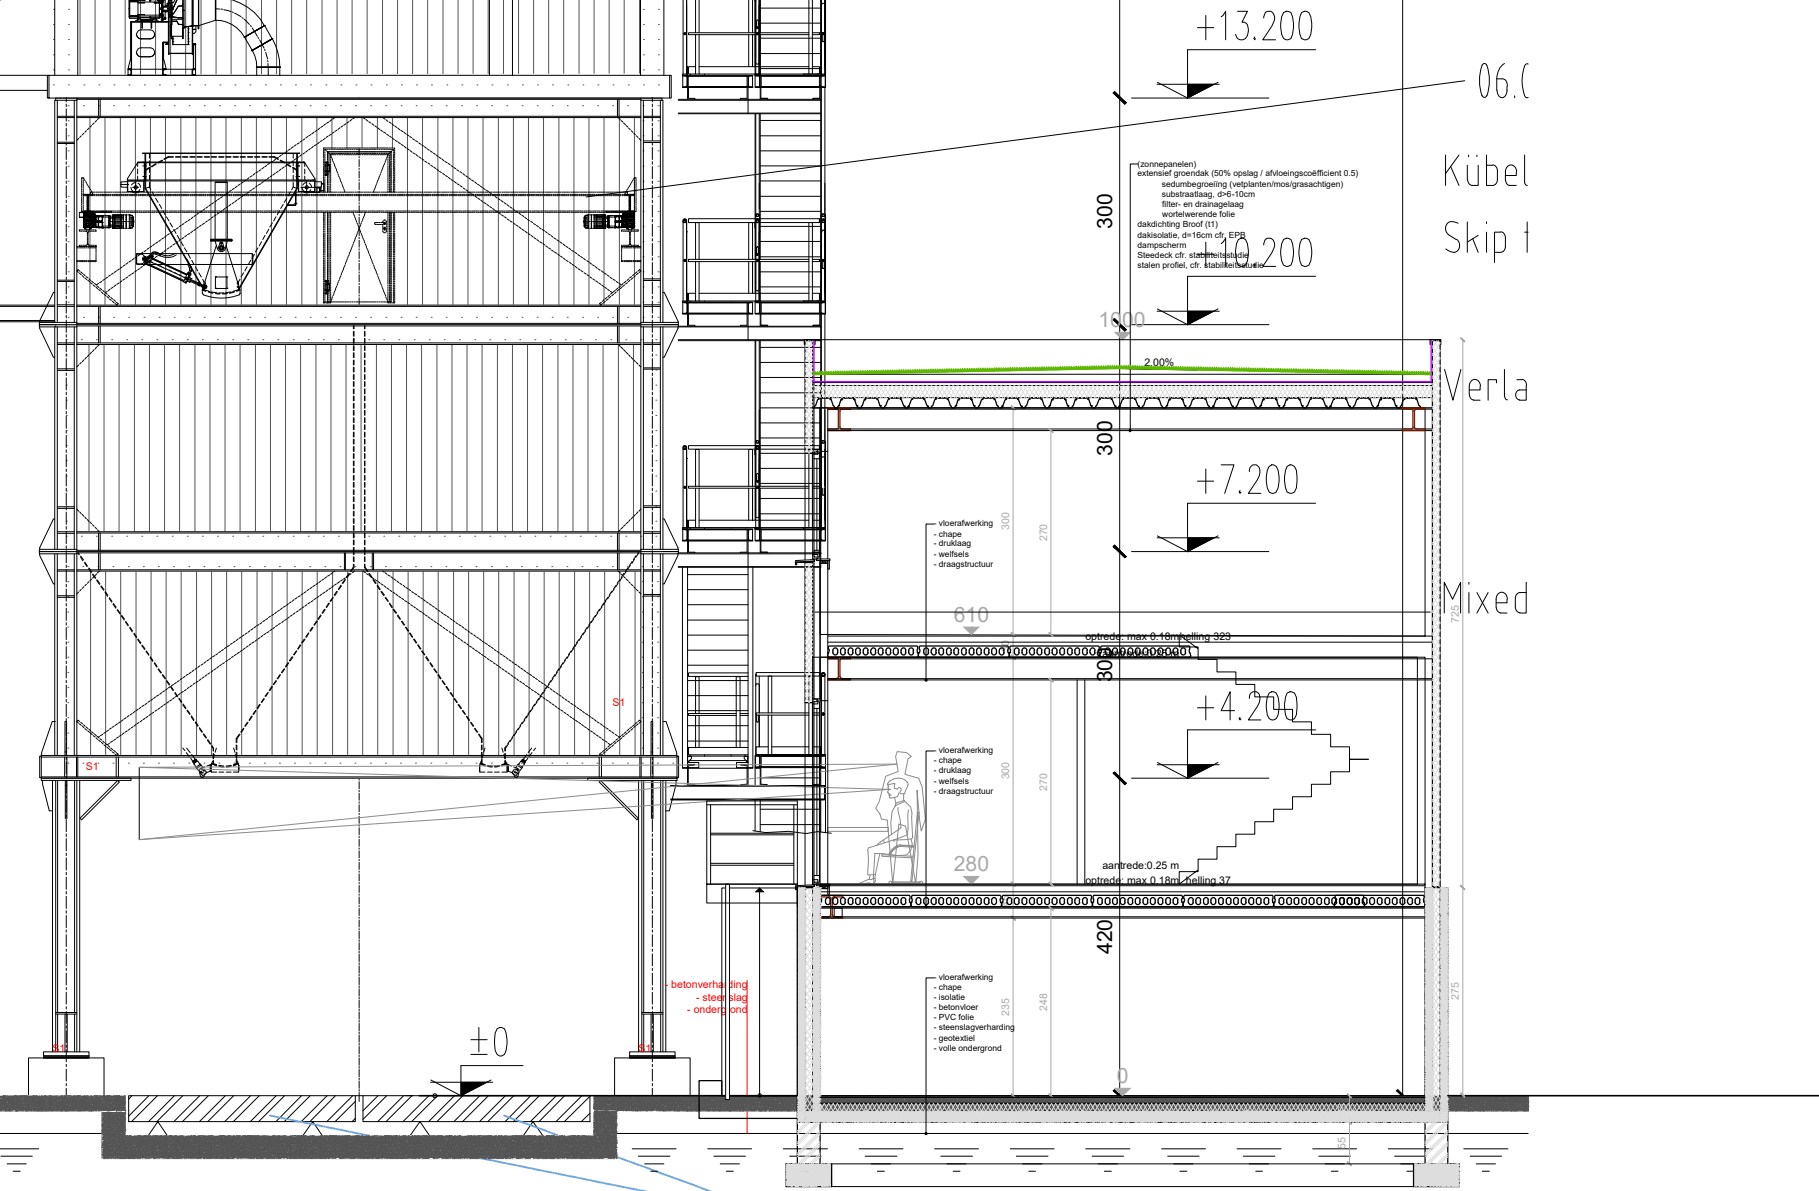 +13.200
06.0
(zonnepanelen)
extensief groendak (50% opslag / afvloeingscoëfficient 0.5)
sedumbegroeiing (vetplanten/mos/grasachtigen)
substraatlaag, d>6-10cm
filter- en drainagelaag
wortelwerende folie
dakdichting Broof (t1)
dakisolatie, d=16cm cfr. EPB
dampscherm
Steedeck cfr. stabiliteitsstudie
stalen profiel, cfr. stabiliteitsstudie
Kübel
Skip
300
+10.200
1000
2.00%
Verla
300
+7.200
- vloerafwerking
- chape
- druklaag
- welfsels
- draagstructuur
300
270
610
Mixed
725
optrede: max 0.18m helling 323
300
S1
+4.200
S1
- vloerafwerking
- chape
- druklaag
- welfsels
- draagstructuur
300
270
280
aantrede:0.25 m
optrede: max 0.18m helling 37
420
- betonverharding
- steenslag
- ondergrond
- vloerafwerking
- chape
- isolatie
- betonvloer
- PVC folie
- steenslagverharding
- geotextiel
- volle ondergrond
235
248
275
S1
S1
±0
0
55